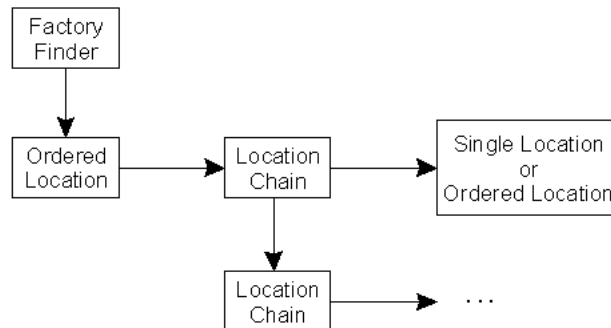 Factory
Finder
Ordered
Location
Location
Chain
Single Location
or
Ordered Location
Location
Chain
...